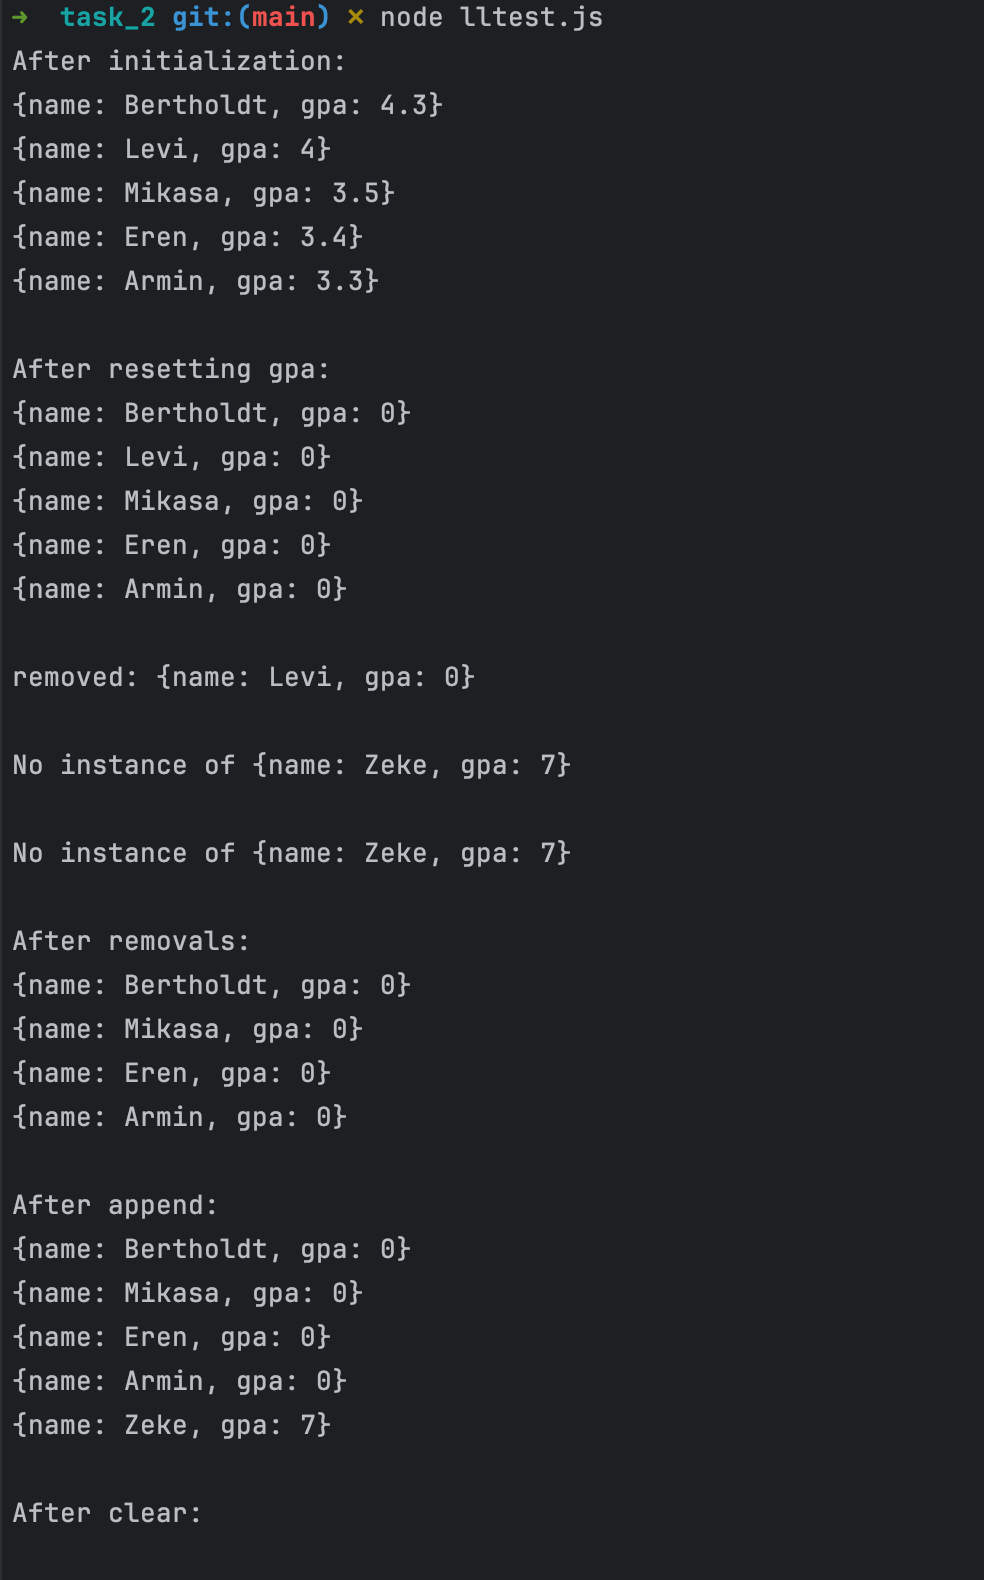 ➜ task_2 git:(main) ✗ node lltest.js
After initialization:
{name: Bertholdt, gpa: 4.3}
{name: Levi, gpa: 4}
{name: Mikasa, gpa: 3.5}
{name: Eren, gpa: 3.4}
{name: Armin, gpa: 3.3}

After resetting gpa:
{name: Bertholdt, gpa: 0}
{name: Levi, gpa: 0}
{name: Mikasa, gpa: 0}
{name: Eren, gpa: 0}
{name: Armin, gpa: 0}

removed: {name: Levi, gpa: 0}

No instance of {name: Zeke, gpa: 7}

No instance of {name: Zeke, gpa: 7}

After removals:
{name: Bertholdt, gpa: 0}
{name: Mikasa, gpa: 0}
{name: Eren, gpa: 0}
{name: Armin, gpa: 0}

After append:
{name: Bertholdt, gpa: 0}
{name: Mikasa, gpa: 0}
{name: Eren, gpa: 0}
{name: Armin, gpa: 0}
{name: Zeke, gpa: 7}

After clear: